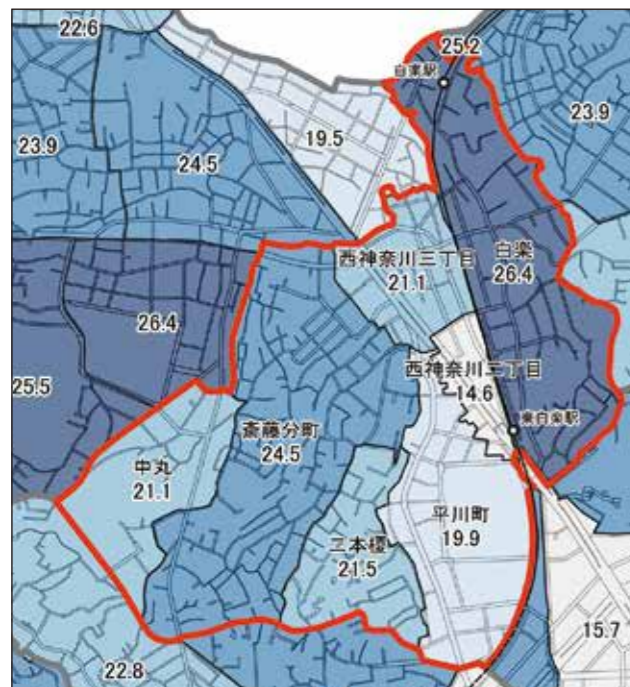 22.6
25.2
白楽駅
23.9
19.5
23.9
24.5
西神奈川三丁目
21.1
白楽
26.4
26.4
西神奈川二丁目
14.6
25.5
斎藤分町
24.5
東白楽駅
中丸
21.1
二本榎
21.5
平川町
19.9
15.7
22.8